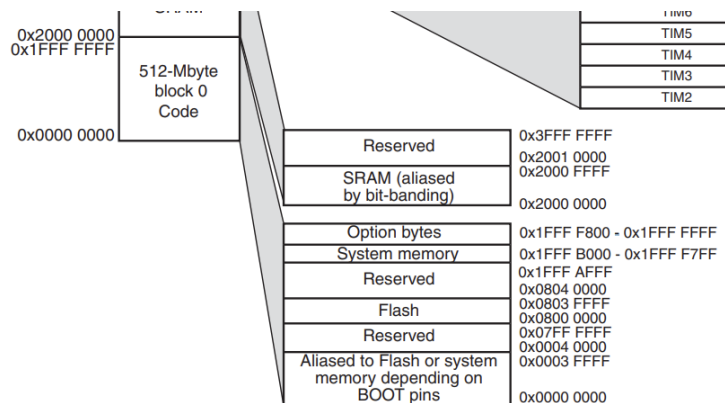 SRAM
0x2000 0000
0x1FFF FFFF
512-Mbyte
block 0
Code
0x0000 0000
TIM6
TIM5
TIM4
TIM3
TIM2
Reserved
0x3FFF FFFF
0x2001 0000
SRAM (aliased
by bit-banding)
0x2000 FFFF
0x2000 0000
Option bytes
0x1FFF F800 - 0x1FFF FFFF
System memory
0x1FFF B000 - 0x1FFF F7FF
Reserved
0x1FFF AFFF
0x0804 0000
Flash
0x0803 FFFF
0x0800 0000
Reserved
0x07FF FFFF
0x0004 0000
Aliased to Flash or system
memory depending on
BOOT pins
0x0003 FFFF
0x0000 0000